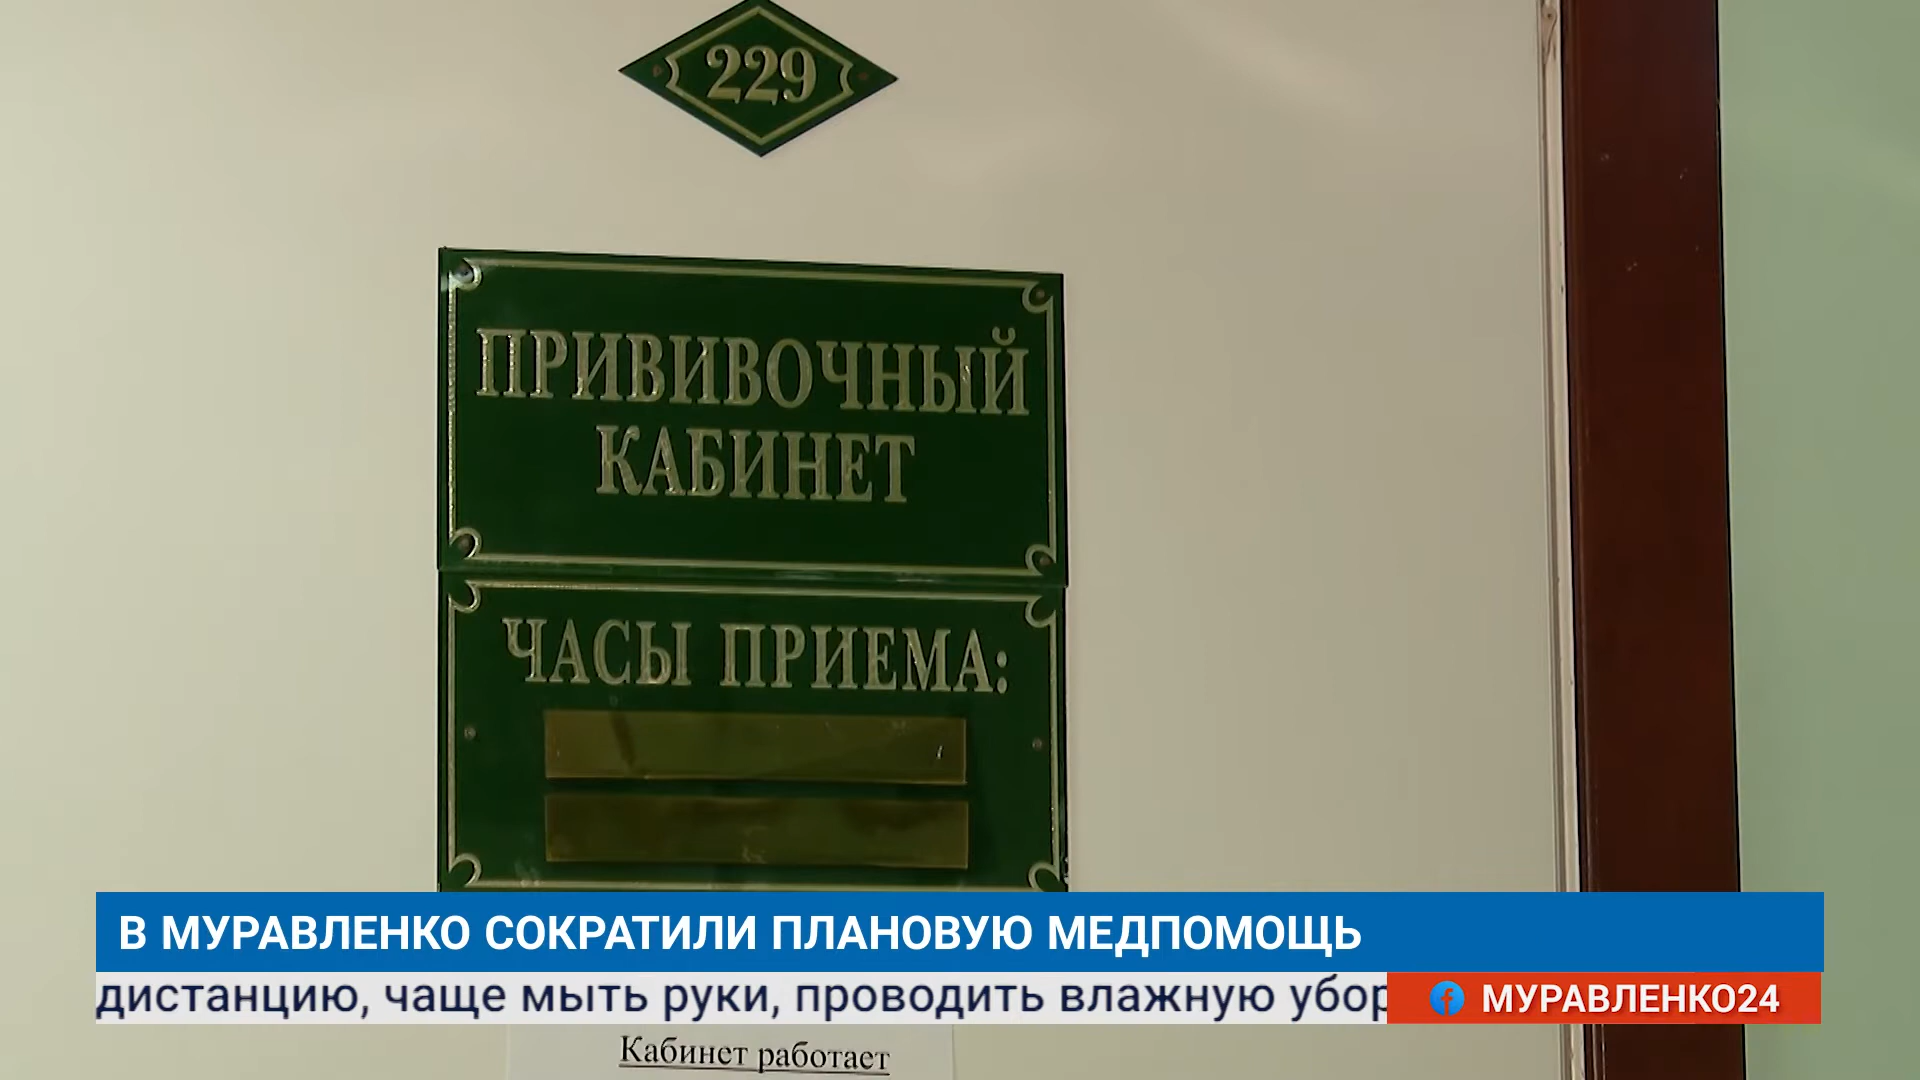 229
ПРИВИВОЧНЫЙ
КАБИНЕТ
ЧАСЫ ПРИЕМА:
В МУРАВЛЕНКО СОКРАТИЛИ ПЛАНОВУЮ МЕДПОМОЩЬ
дистанцию, чаще мыть руки, проводить влажную убор
МУРАВЛЕНКО24
Кабинет работает